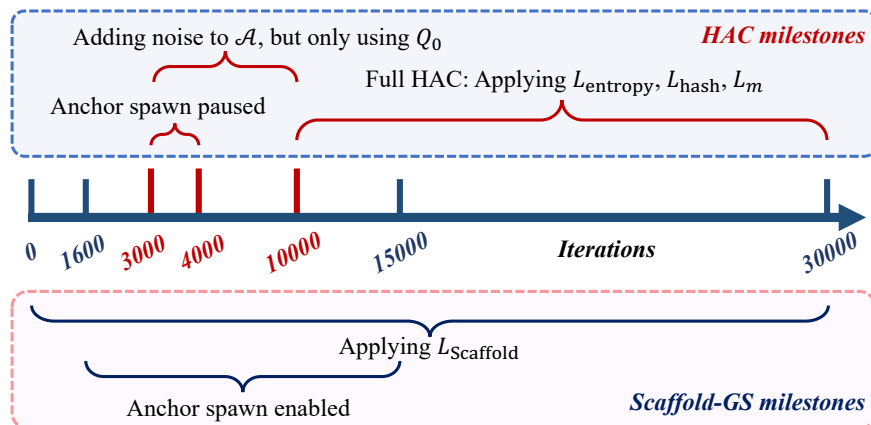 Adding noise to 𝒜, but only using Q₀
HAC milestones
Full HAC: Applying L_entropy, L_hash, L_m
Anchor spawn paused
0
1600
3000
4000
10000
15000
Iterations
30000
Applying L_Scaffold
Anchor spawn enabled
Scaffold-GS milestones